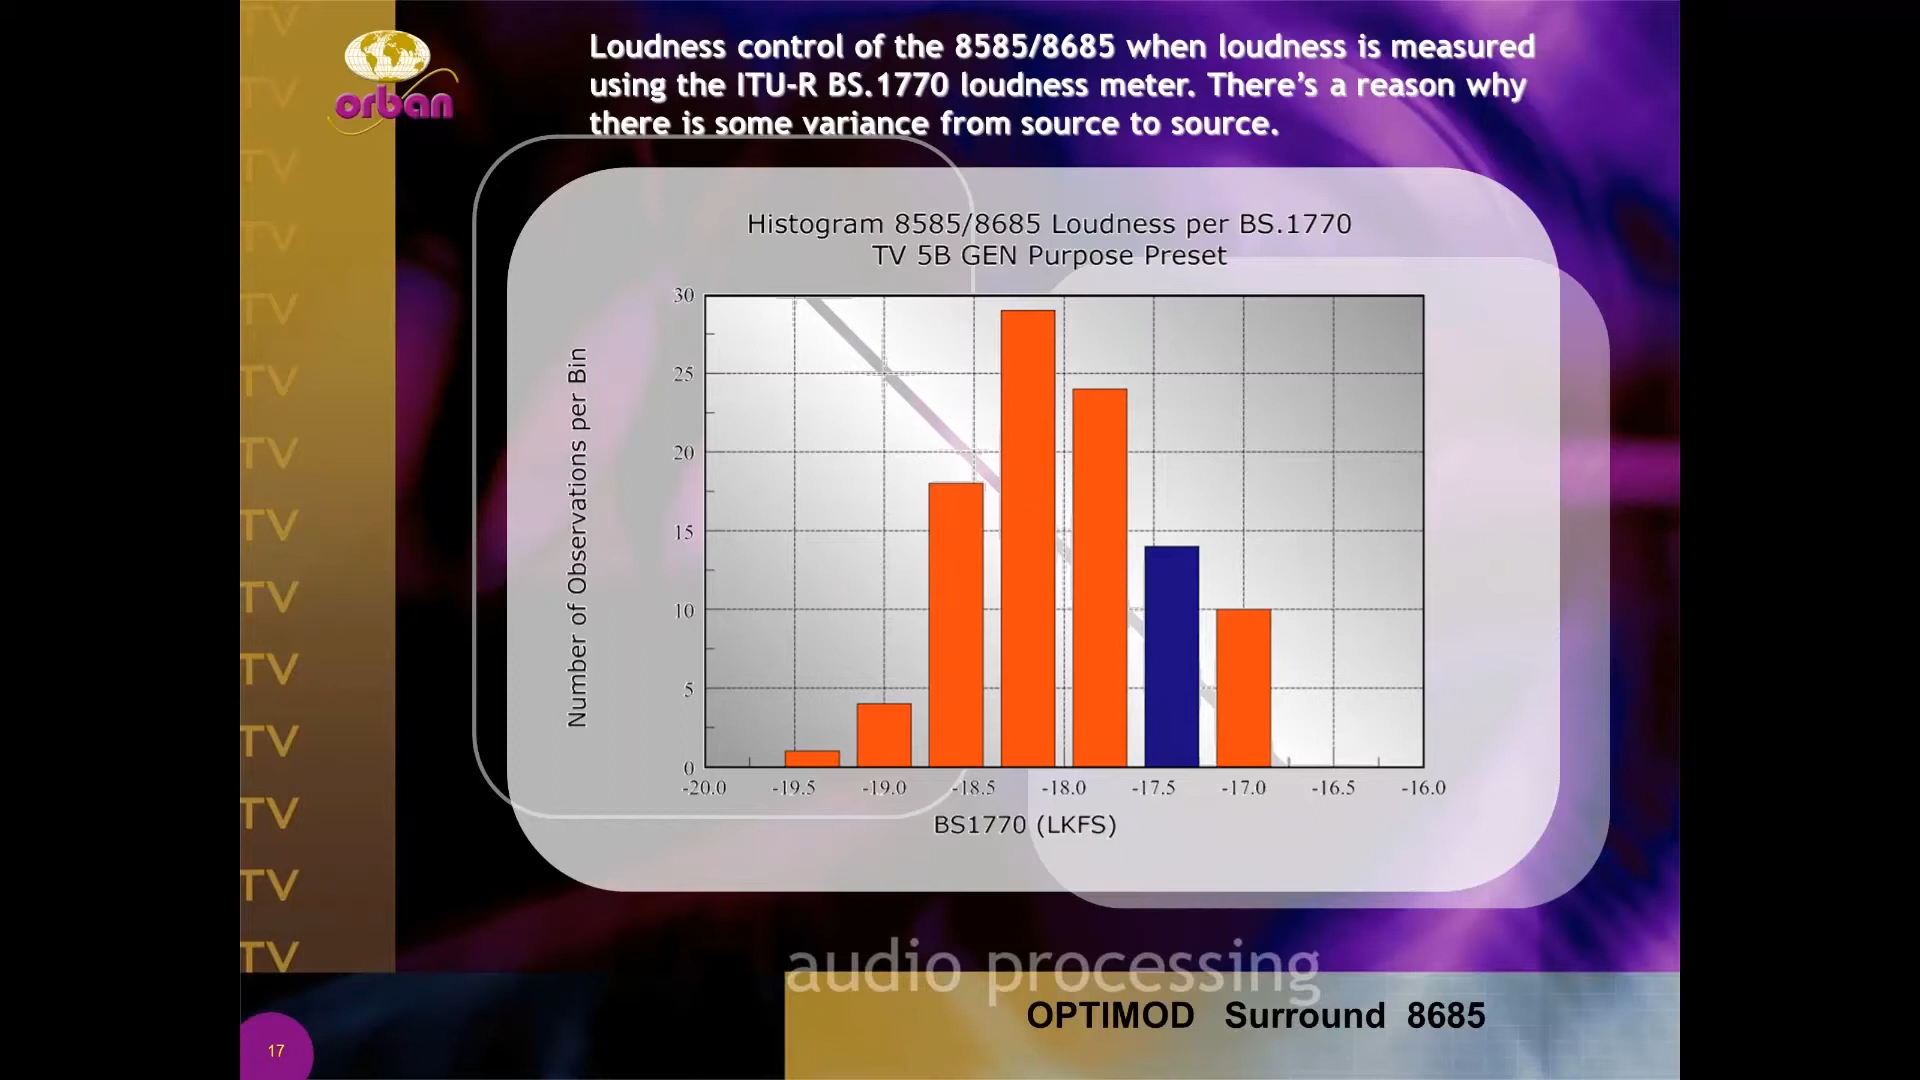 orban
Loudness control of the 8585/8685 when loudness is measured
using the ITU-R BS.1770 loudness meter. There’s a reason why
there is some variance from source to source.
TV
TV
TV
TV
TV
TV
TV
TV
TV
TV
TV
TV
TV
TV
Histogram 8585/8685 Loudness per BS.1770
TV 5B GEN Purpose Preset
Number of Observations per Bin
30
25
20
15
10
5
0
-20.0 -19.5 -19.0 -18.5 -18.0 -17.5 -17.0 -16.5 -16.0
BS1770 (LKFS)
audio processing
OPTIMOD Surround 8685
17